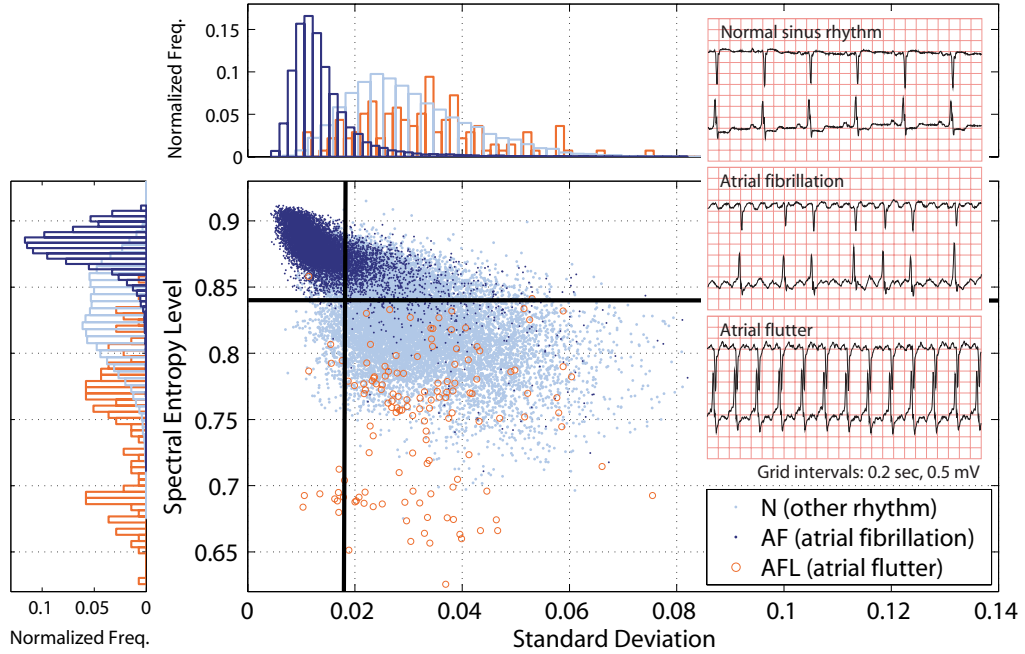 Normalized Freq.
0.15
0.1
0.05
0
Normal sinus rhythm
Atrial fibrillation
Atrial flutter
Grid intervals: 0.2 sec, 0.5 mV
Spectral Entropy Level
0.9
0.85
0.8
0.75
0.7
0.65
N (other rhythm)
AF (atrial fibrillation)
AFL (atrial flutter)
0.1 0.05 0
Normalized Freq.
0 0.02 0.04 0.06 0.08 0.1 0.12 0.14
Standard Deviation